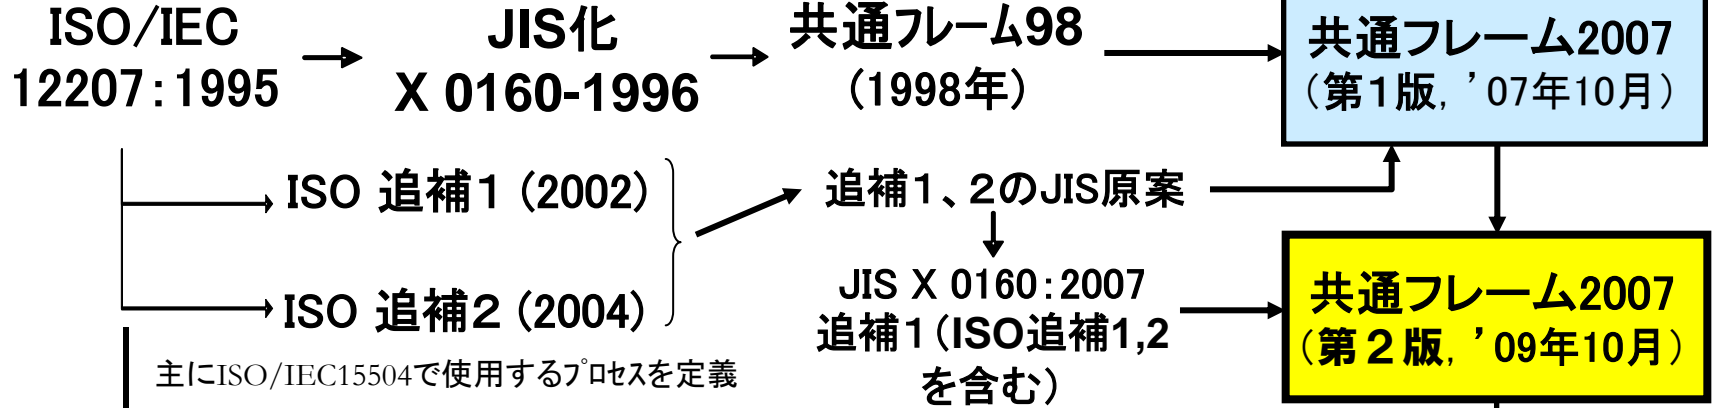 ISO/IEC
12207:1995
JIS化
X 0160-1996
共通フレーム98
(1998年)
共通フレーム2007
(第1版, ’07年10月)
ISO 追補1 (2002)
追補1、2のJIS原案
ISO 追補2 (2004)
JIS X 0160:2007
追補1(ISO追補1,2
を含む)
共通フレーム2007
(第2版, ’09年10月)
主にISO/IEC15504で使用するプロセスを定義